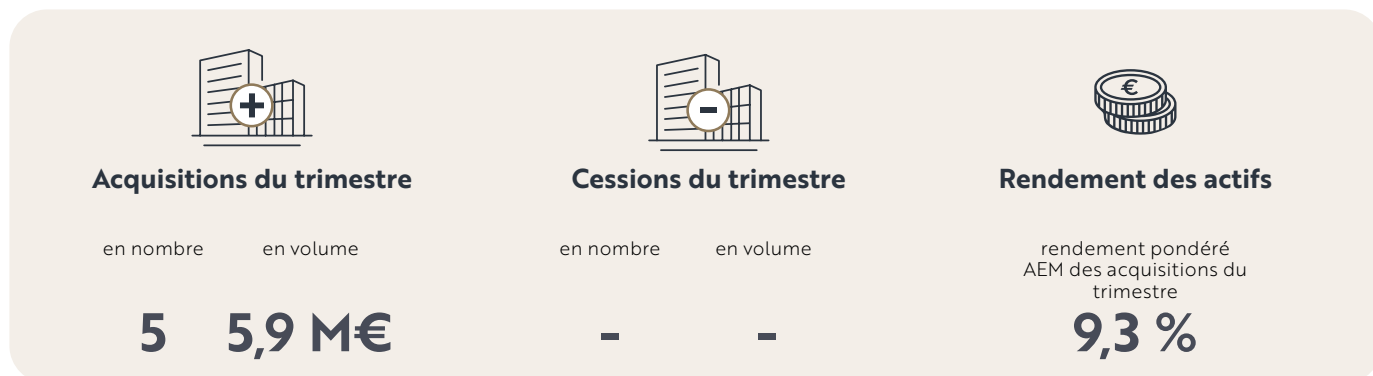 Acquisitions du trimestre
en nombre
en volume
5
5,9 M€
Cessions du trimestre
en nombre
en volume
-
-
€
Rendement des actifs
rendement pondéré
AEM des acquisitions du
trimestre
9,3 %